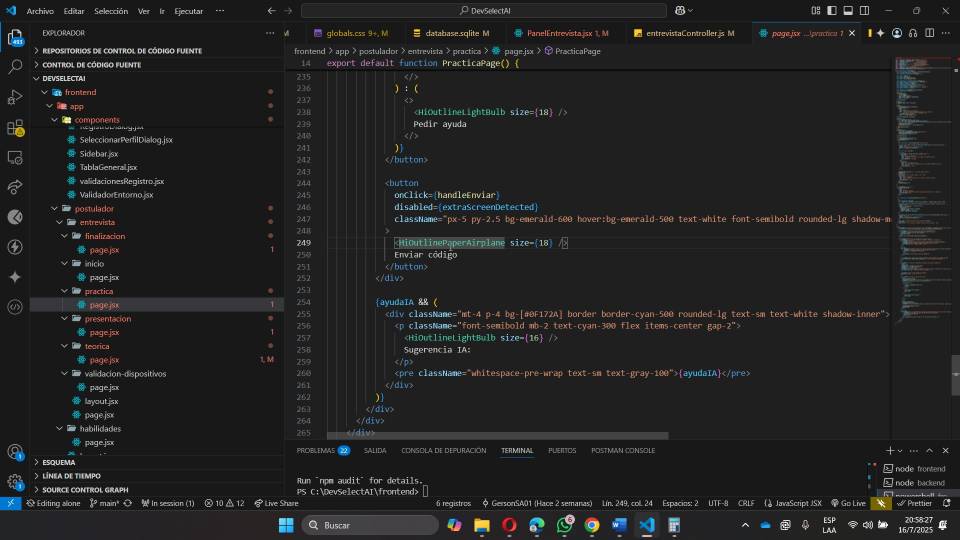 Archivo Editar Selección Ver Ir Ejecutar ··· DevSelectAI
EXPLORADOR
REPOSITORIOS DE CONTROL DE CÓDIGO FUENTE
CONTROL DE CÓDIGO FUENTE
DEVSELECTAI
frontend
app
components
RegistroDialog.jsx
SeleccionarPerfilDialog.jsx
Sidebar.jsx
TablaGeneral.jsx
validacionesRegistro.jsx
ValidadorEntorno.jsx
postulador
entrevista
finalizacion
page.jsx 1
inicio
page.jsx
practica
page.jsx 1
presentacion
page.jsx 1
teorica
page.jsx 1, M
validacion-dispositivos
page.jsx
layout.jsx
page.jsx
habilidades
page.jsx
ESQUEMA
LÍNEA DE TIEMPO
SOURCE CONTROL GRAPH
M globals.css 9+, M database.sqlite M PanelEntrevista.jsx 1, M entrevistaController.js M page.jsx ...\practica 1
frontend > app > postulador > entrevista > practica > page.jsx > PracticaPage
14 export default function PracticaPage() {
235 </>
236 ) : (
237 <>
238 <HiOutlineLightBulb size={18} />
239 Pedir ayuda
240 </>
241 )}
242 </button>
243
244 <button
245 onClick={handleEnviar}
246 disabled={extraScreenDetected}
247 className="px-5 py-2.5 bg-emerald-600 hover:bg-emerald-500 text-white font-semibold rounded-lg shadow-m
248 >
249 <HiOutlinePaperAirplane size={18} />
250 Enviar código
251 </button>
252 </div>
253
254 {ayudaIA && (
255 <div className="mt-4 p-4 bg-[#0F172A] border border-cyan-500 rounded-lg text-sm text-white shadow-inner">
256 <p className="font-semibold mb-2 text-cyan-300 flex items-center gap-2">
257 <HiOutlineLightBulb size={16} />
258 Sugerencia IA:
259 </p>
260 <pre className="whitespace-pre-wrap text-sm text-gray-100">{ayudaIA}</pre>
261 </div>
262 )}
263 </div>
264 </div>
265 </div>
PROBLEMAS 22 SALIDA CONSOLA DE DEPURACIÓN TERMINAL PUERTOS POSTMAN CONSOLE
Run `npm audit` for details.
PS C:\DevSelectAI\frontend>
node frontend
node backend
Editing alone main* In session (1) 10 12 Live Share 6 registros GersonSA01 (Hace 2 semanas) Lín. 249, col. 24 Espacios: 2 UTF-8 CRLF JavaScript JSX Go Live Prettier
Buscar
ESP
LAA
20:58:27
16/7/2025